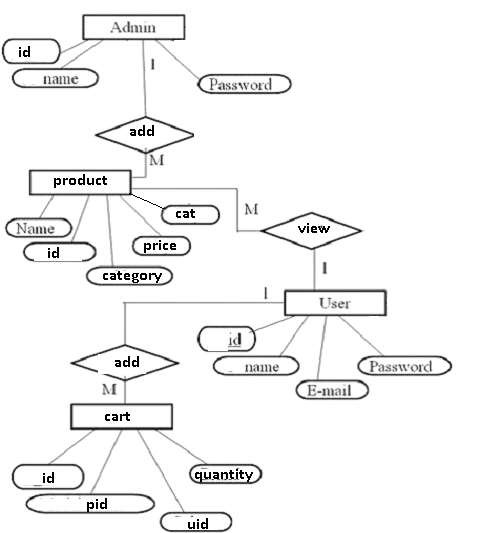 Admin
id
name
Password
1
add
M
product
Name
id
category
price
cat
M
view
1
1
User
id
name
E-mail
Password
add
M
cart
_id
pid
uid
quantity